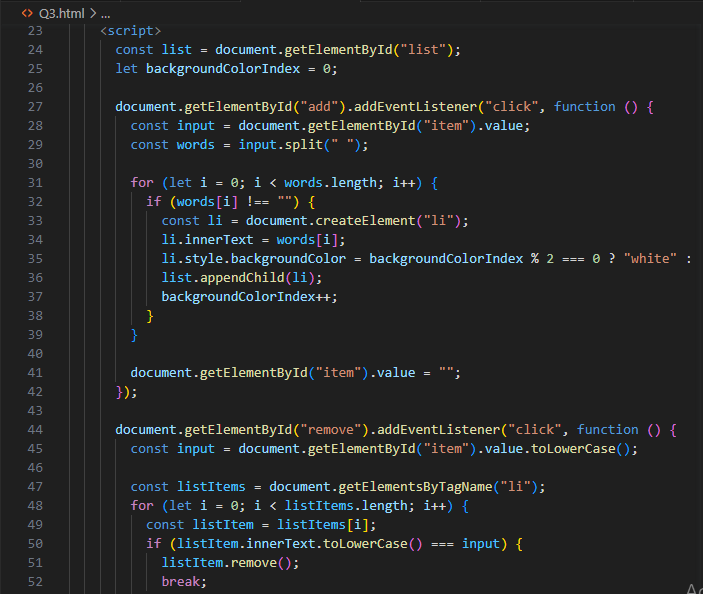 Q3.html > ...
23 <script>
24 const list = document.getElementById("list");
25 let backgroundColorIndex = 0;
26
27 document.getElementById("add").addEventListener("click", function () {
28 const input = document.getElementById("item").value;
29 const words = input.split(" ");
30
31 for (let i = 0; i < words.length; i++) {
32 if (words[i] !== "") {
33 const li = document.createElement("li");
34 li.innerText = words[i];
35 li.style.backgroundColor = backgroundColorIndex % 2 === 0 ? "white" :
36 list.appendChild(li);
37 backgroundColorIndex++;
38 }
39 }
40
41 document.getElementById("item").value = "";
42 });
43
44 document.getElementById("remove").addEventListener("click", function () {
45 const input = document.getElementById("item").value.toLowerCase();
46
47 const listItems = document.getElementsByTagName("li");
48 for (let i = 0; i < listItems.length; i++) {
49 const listItem = listItems[i];
50 if (listItem.innerText.toLowerCase() === input) {
51 listItem.remove();
52 break;